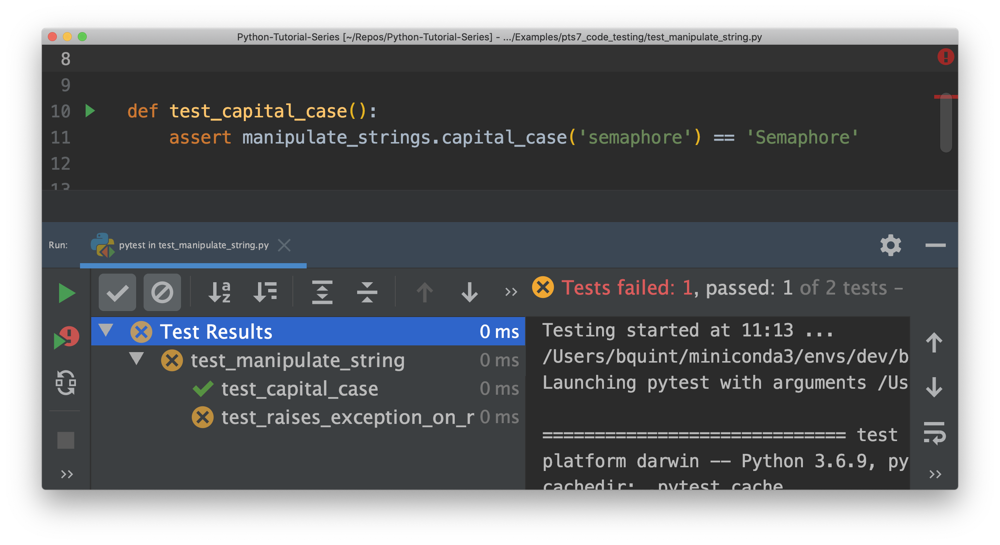 Python-Tutorial-Series [~/Repos/Python-Tutorial-Series] - .../Examples/pts7_code_testing/test_manipulate_string.py
8
9
10 def test_capital_case():
11 assert manipulate_strings.capital_case('semaphore') == 'Semaphore'
12
13
Run: pytest in test_manipulate_string.py
Tests failed: 1, passed: 1 of 2 tests –
Test Results 0 ms
test_manipulate_string 0 ms
test_capital_case 0 ms
test_raises_exception_on_r 0 ms
Testing started at 11:13 ...
/Users/bquint/miniconda3/envs/dev/b
Launching pytest with arguments /Us
============================= test
platform darwin -- Python 3.6.9, py
cachedir: .pytest_cache